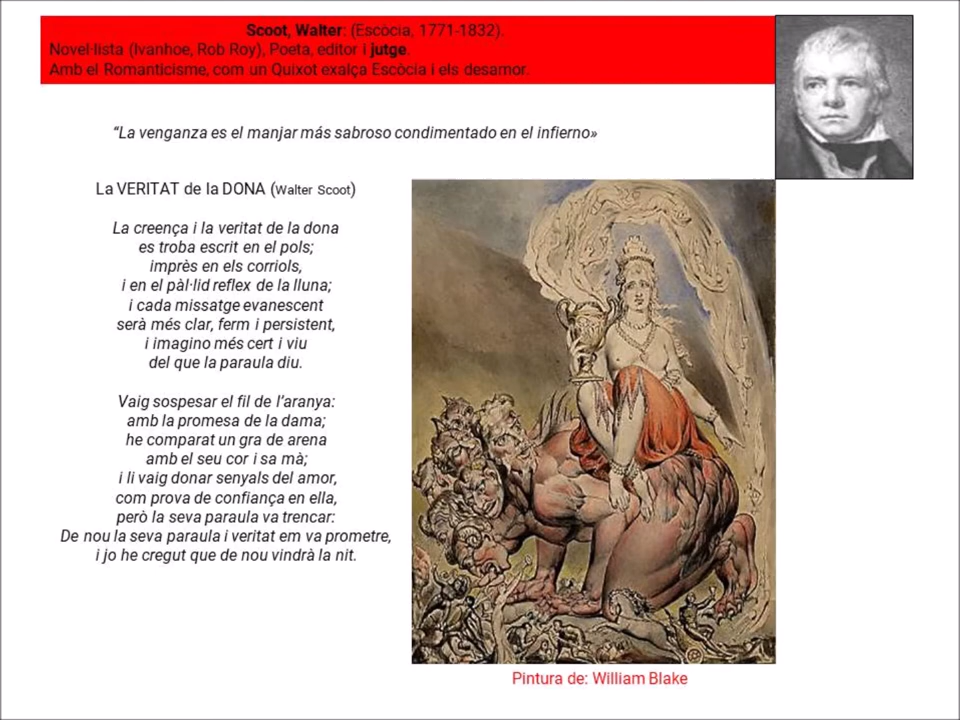 Scoot, Walter: (Escòcia, 1771-1832).
Novel·lista (Ivanhoe, Rob Roy), Poeta, editor i jutge.
Amb el Romanticisme, com un Quixot exalça Escòcia i els desamor.
“La venganza es el manjar más sabroso condimentado en el infierno»
La VERITAT de la DONA (Walter Scoot)
La creença i la veritat de la dona
es troba escrit en el pols;
imprès en els corriols,
i en el pàl·lid reflex de la lluna;
i cada missatge evanescent
serà més clar, ferm i persistent,
i imagino més cert i viu
del que la paraula diu.
Vaig sospesar el fil de l’aranya:
amb la promesa de la dama;
he comparat un gra de arena
amb el seu cor i sa mà;
i li vaig donar senyals del amor,
com prova de confiança en ella,
però la seva paraula va trencar:
De nou la seva paraula i veritat em va prometre,
i jo he cregut que de nou vindrà la nit.
Pintura de: William Blake